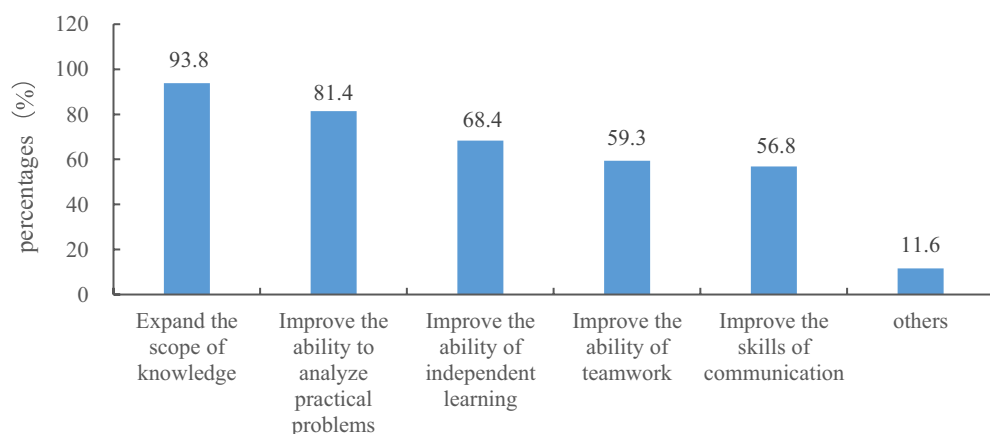 percentages（%）
120
100
80
60
40
20
0
93.8
81.4
68.4
59.3
56.8
11.6
Expand the
scope of
knowledge
Improve the
ability to
analyze
practical
problems
Improve the
ability of
independent
learning
Improve the
ability of
teamwork
Improve the
skills of
communication
others